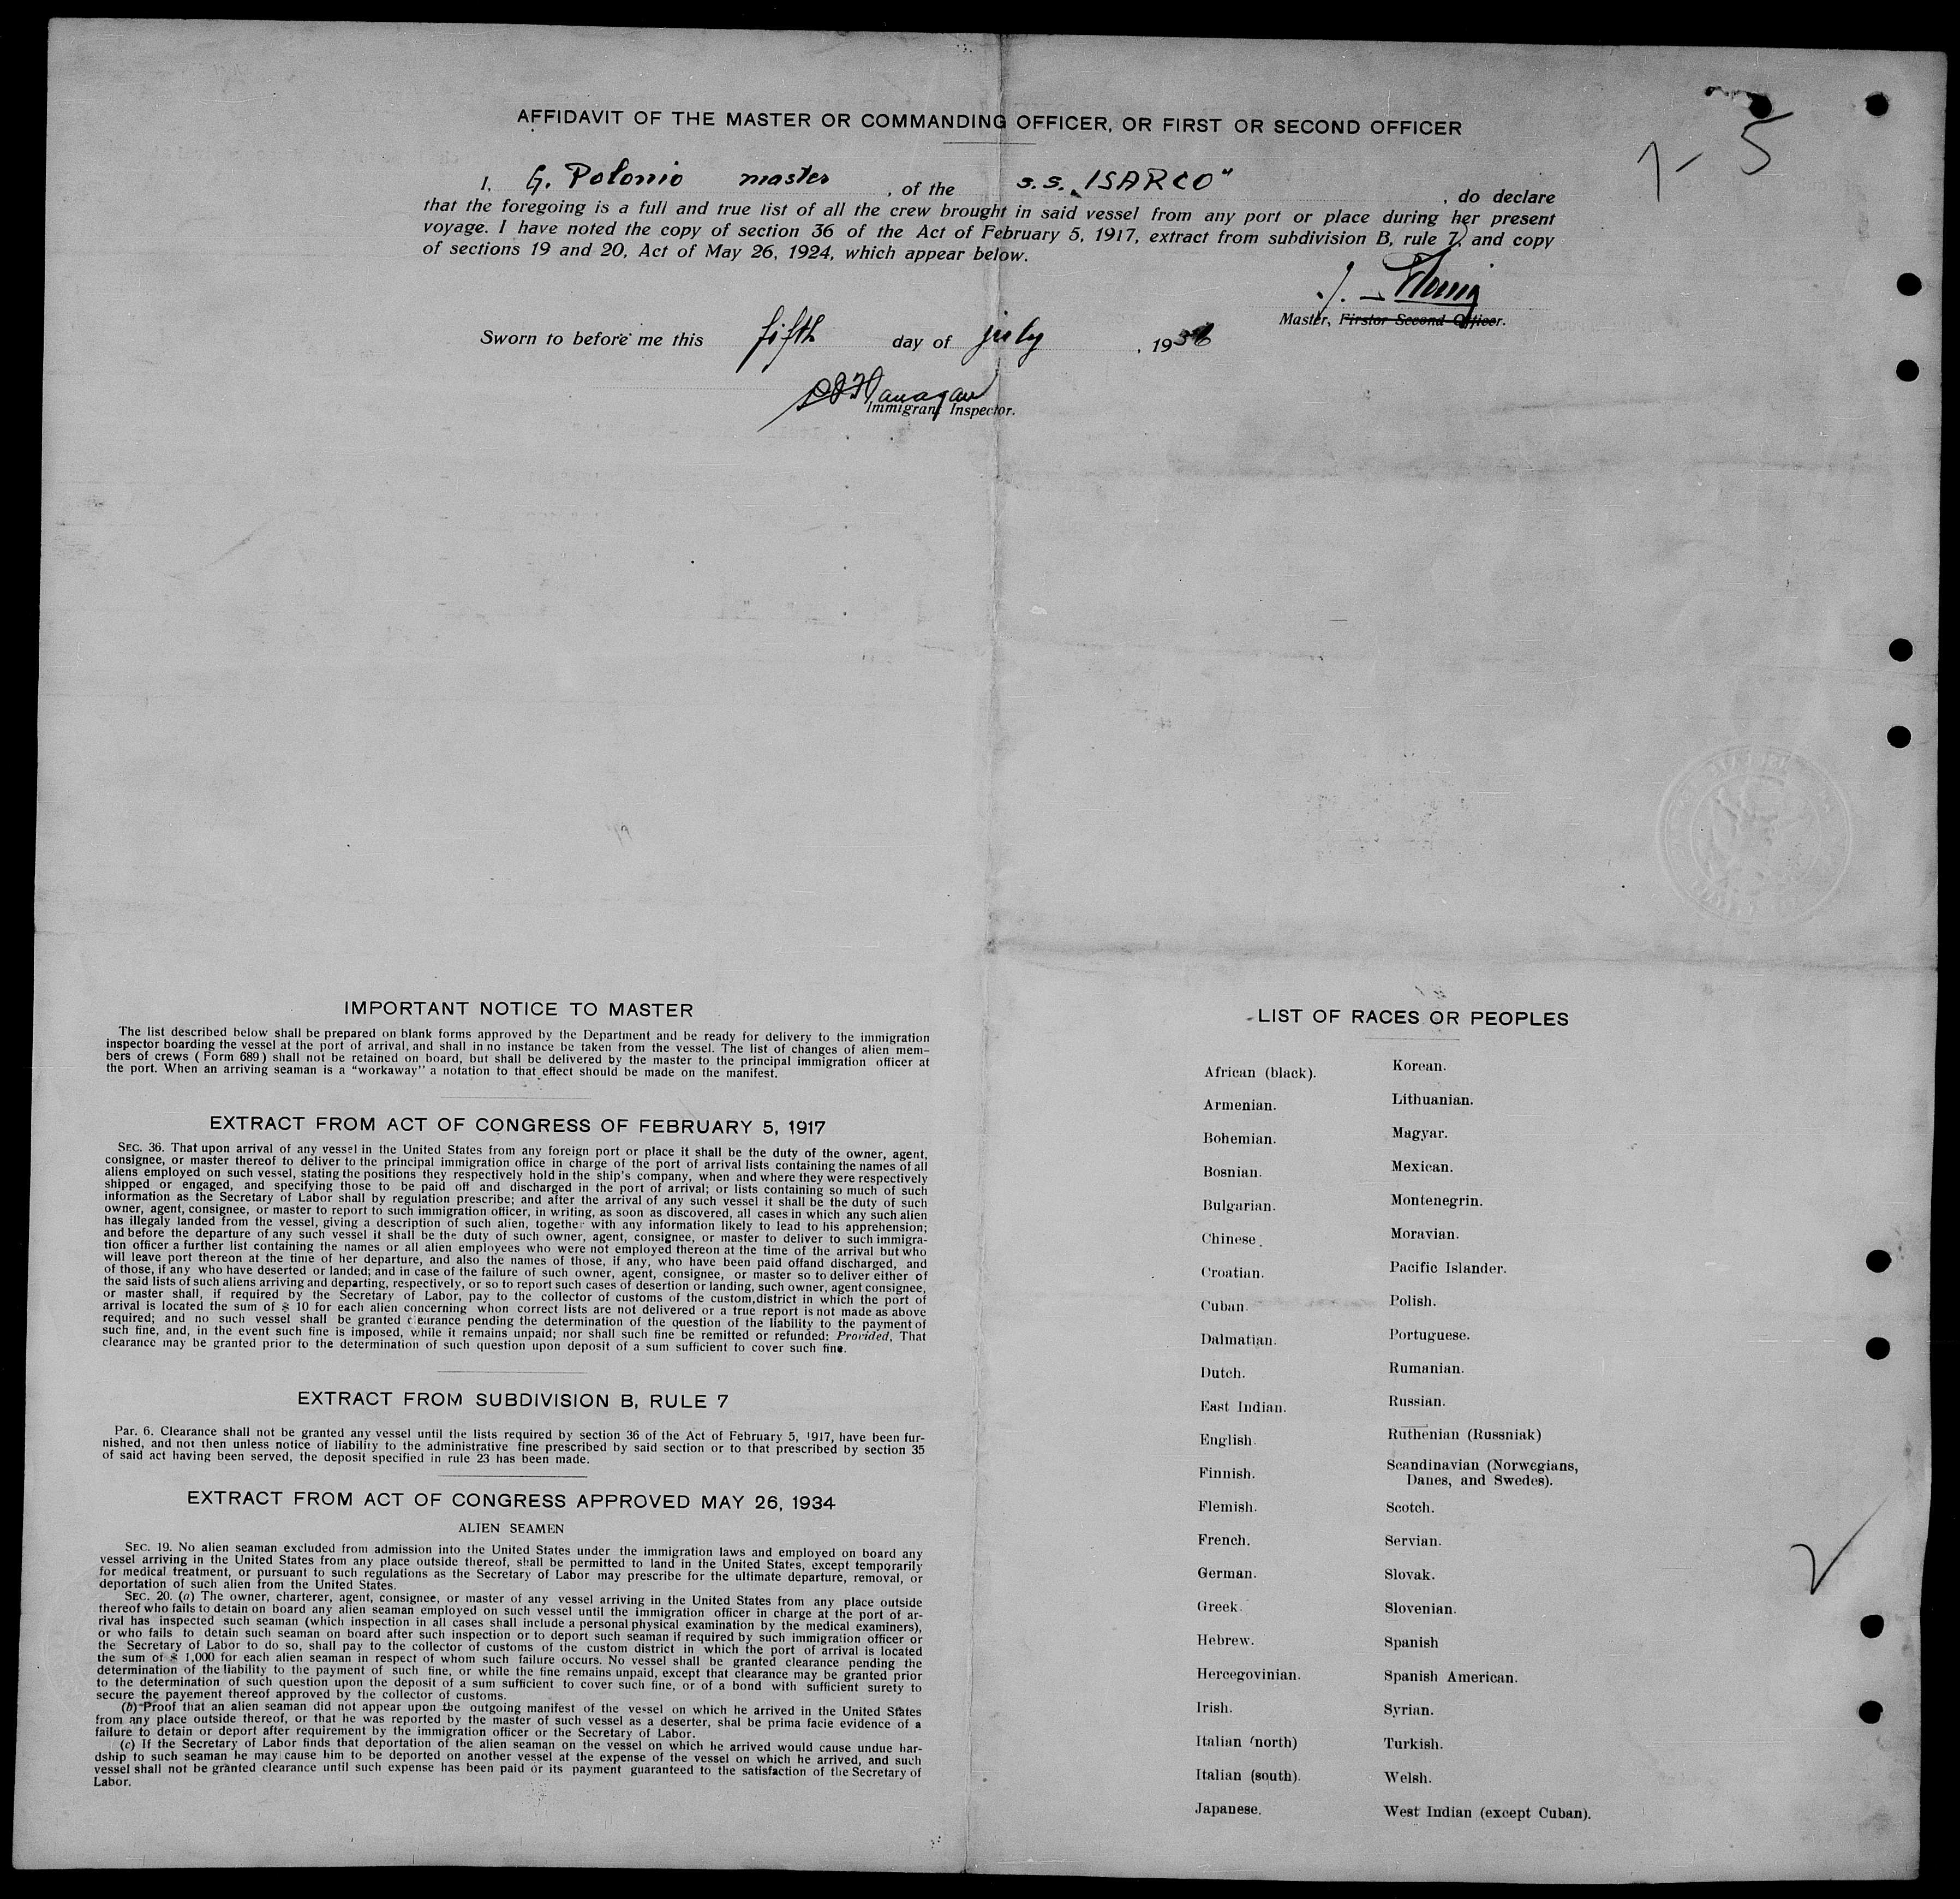 AFFIDAVIT OF THE MASTER OR COMMANDING OFFICER, OR FIRST OR SECOND OFFICER
1 - 5
I, G. Polonio master, of the s.s. „ISARCO", do declare
that the foregoing is a full and true list of all the crew brought in said vessel from any port or place during her present
voyage. I have noted the copy of section 36 of the Act of February 5, 1917, extract from subdivision B, rule 7, and copy
of sections 19 and 20, Act of May 26, 1924, which appear below.
Master, First or Second Officer.
Sworn to before me this fifth day of july, 193
Immigrant Inspector.
IMPORTANT NOTICE TO MASTER
The list described below shall be prepared on blank forms approved by the Department and be ready for delivery to the immigration
inspector boarding the vessel at the port of arrival, and shall in no instance be taken from the vessel. The list of changes of alien mem-
bers of crews (Form 689) shall not be retained on board, but shall be delivered by the master to the principal immigration officer at
the port. When an arriving seaman is a "workaway" a notation to that effect should be made on the manifest.
EXTRACT FROM ACT OF CONGRESS OF FEBRUARY 5, 1917
SEC. 36. That upon arrival of any vessel in the United States from any foreign port or place it shall be the duty of the owner, agent,
consignee, or master thereof to deliver to the principal immigration office in charge of the port of arrival lists containing the names of all
aliens employed on such vessel, stating the positions they respectively hold in the ship's company, when and where they were respectively
shipped or engaged, and specifying those to be paid off and discharged in the port of arrival; or lists containing so much of such
information as the Secretary of Labor shall by regulation prescribe; and after the arrival of any such vessel it shall be the duty of such
owner, agent, consignee, or master to report to such immigration officer, in writing, as soon as discovered, all cases in which any such alien
has illegaly landed from the vessel, giving a description of such alien, together with any information likely to lead to his apprehension;
and before the departure of any such vessel it shall be the duty of such owner, agent, consignee, or master to deliver to such immigra-
tion officer a further list containing the names or all alien employees who were not employed thereon at the time of the arrival but who
will leave port thereon at the time of her departure, and also the names of those, if any, who have been paid offand discharged, and
of those, if any who have deserted or landed; and in case of the failure of such owner, agent, consignee, or master so to deliver either of
the said lists of such aliens arriving and departing, respectively, or so to report such cases of desertion or landing, such owner, agent consignee,
or master shall, if required by the Secretary of Labor, pay to the collector of customs of the custom,district in which the port of
arrival is located the sum of $ 10 for each alien concerning whon correct lists are not delivered or a true report is not made as above
required; and no such vessel shall be granted clearance pending the determination of the question of the liability to the payment of
such fine, and, in the event such fine is imposed, while it remains unpaid; nor shall such fine be remitted or refunded: Provided, That
clearance may be granted prior to the determination of such question upon deposit of a sum sufficient to cover such fine.
EXTRACT FROM SUBDIVISION B, RULE 7
Par. 6. Clearance shall not be granted any vessel until the lists required by section 36 of the Act of February 5, 1917, have been fur-
nished, and not then unless notice of liability to the administrative fine prescribed by said section or to that prescribed by section 35
of said act having been served, the deposit specified in rule 23 has been made.
EXTRACT FROM ACT OF CONGRESS APPROVED MAY 26, 1934
ALIEN SEAMEN
SEC. 19. No alien seaman excluded from admission into the United States under the immigration laws and employed on board any
vessel arriving in the United States from any place outside thereof, shall be permitted to land in the United States, except temporarily
for medical treatment, or pursuant to such regulations as the Secretary of Labor may prescribe for the ultimate departure, removal, or
deportation of such alien from the United States.
SEC. 20. (a) The owner, charterer, agent, consignee, or master of any vessel arriving in the United States from any place outside
thereof who fails to detain on board any alien seaman employed on such vessel until the immigration officer in charge at the port of ar-
rival has inspected such seaman (which inspection in all cases shall include a personal physical examination by the medical examiners),
or who fails to detain such seaman on board after such inspection or to deport such seaman if required by such immigration officer or
the Secretary of Labor to do so, shall pay to the collector of customs of the custom district in which the port of arrival is located
the sum of $ 1,000 for each alien seaman in respect of whom such failure occurs. No vessel shall be granted clearance pending the
determination of the liability to the payment of such fine, or while the fine remains unpaid, except that clearance may be granted prior
to the determination of such question upon the deposit of a sum sufficient to cover such fine, or of a bond with sufficient surety to
secure the payement thereof approved by the collector of customs.
(b) Proof that an alien seaman did not appear upon the outgoing manifest of the vessel on which he arrived in the United States
from any place outside thereof, or that he was reported by the master of such vessel as a deserter, shal be prima facie evidence of a
failure to detain or deport after requirement by the immigration officer or the Secretary of Labor.
(c) If the Secretary of Labor finds that deportation of the alien seaman on the vessel on which he arrived would cause undue har-
dship to such seaman he may cause him to be deported on another vessel at the expense of the vessel on which he arrived, and such
vessel shall not be granted clearance until such expense has been paid or its payment guaranteed to the satisfaction of the Secretary of
Labor.
LIST OF RACES OR PEOPLES
African (black).
Armenian.
Bohemian.
Bosnian.
Bulgarian.
Chinese.
Croatian.
Cuban.
Dalmatian.
Dutch.
East Indian.
English.
Finnish.
Flemish.
French.
German.
Greek.
Hebrew.
Hercegovinian.
Irish.
Italian (north)
Italian (south).
Japanese.
Korean.
Lithuanian.
Magyar.
Mexican.
Montenegrin.
Moravian.
Pacific Islander.
Polish.
Portuguese.
Rumanian.
Russian.
Ruthenian (Russniak)
Scandinavian (Norwegians,
Danes, and Swedes).
Scotch.
Servian.
Slovak.
Slovenian.
Spanish
Spanish American.
Syrian.
Turkish.
Welsh.
West Indian (except Cuban).